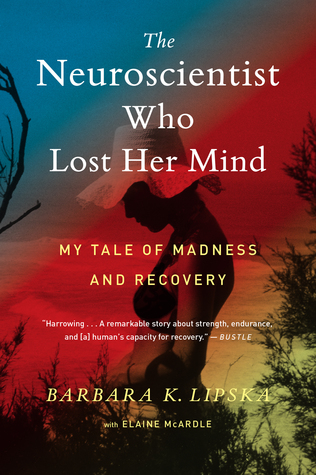 The
Neuroscientist
Who
Lost Her Mind
MY TALE OF MADNESS
AND RECOVERY
"Harrowing . . . A remarkable story about strength, endurance,
and [a] human's capacity for recovery." — BUSTLE
BARBARA K. LIPSKA
with ELAINE McARDLE